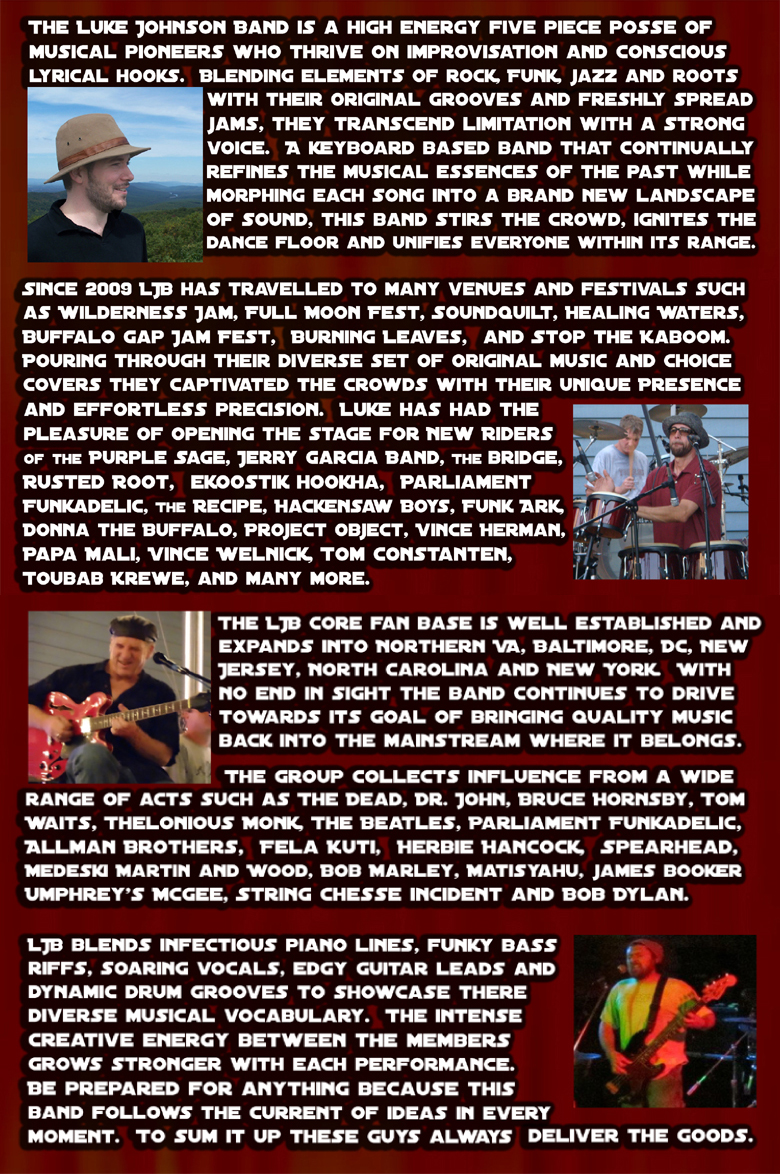 The Luke Johnson Band is a high energy five piece posse of
musical pioneers who thrive on improvisation and conscious
lyrical hooks. Blending elements of rock, funk, jazz and roots
with their original grooves and freshly spread
jams, they transcend limitation with a strong
voice. A keyboard based band that continually
refines the musical essences of the past while
morphing each song into a brand new landscape
of sound, this band stirs the crowd, ignites the
dance floor and unifies everyone within its range.
Since 2009 LJB has travelled to many venues and festivals such
as Wilderness Jam, Full Moon Fest, SoundQuilt, Healing Waters,
Buffalo Gap Jam Fest, Burning Leaves, and Stop the Kaboom.
Pouring through their diverse set of original music and choice
covers they captivated the crowds with their unique presence
and effortless precision. Luke has had the
pleasure of opening the stage for New Riders
of the Purple Sage, Jerry Garcia Band, the Bridge,
Rusted Root, Ekoostik Hookha, Parliament
Funkadelic, the Recipe, Hackensaw Boys, Funk Ark,
Donna the Buffalo, Project Object, Vince Herman,
Papa Mali, Vince Welnick, Tom Constanten,
Toubab Krewe, and many more.
The LJB core fan base is well established and
expands into Northern Va, Baltimore, DC, New
Jersey, North Carolina and New York. With
no end in sight the band continues to drive
towards its goal of bringing quality music
back into the mainstream where it belongs.
The group collects influence from a wide
range of acts such as the Dead, Dr. John, Bruce Hornsby, Tom
Waits, Thelonious Monk, The Beatles, Parliament Funkadelic,
Allman Brothers, Fela Kuti, Herbie Hancock, Spearhead,
Medeski Martin and Wood, Bob Marley, Matisyahu, James Booker
Umphrey's McGee, String Chesse Incident and Bob Dylan.
LJB blends infectious piano lines, funky bass
riffs, soaring vocals, edgy guitar leads and
dynamic drum grooves to showcase there
diverse musical vocabulary. The intense
creative energy between the members
grows stronger with each performance.
Be prepared for anything because this
band follows the current of ideas in every
moment. To sum it up these guys always deliver the goods.